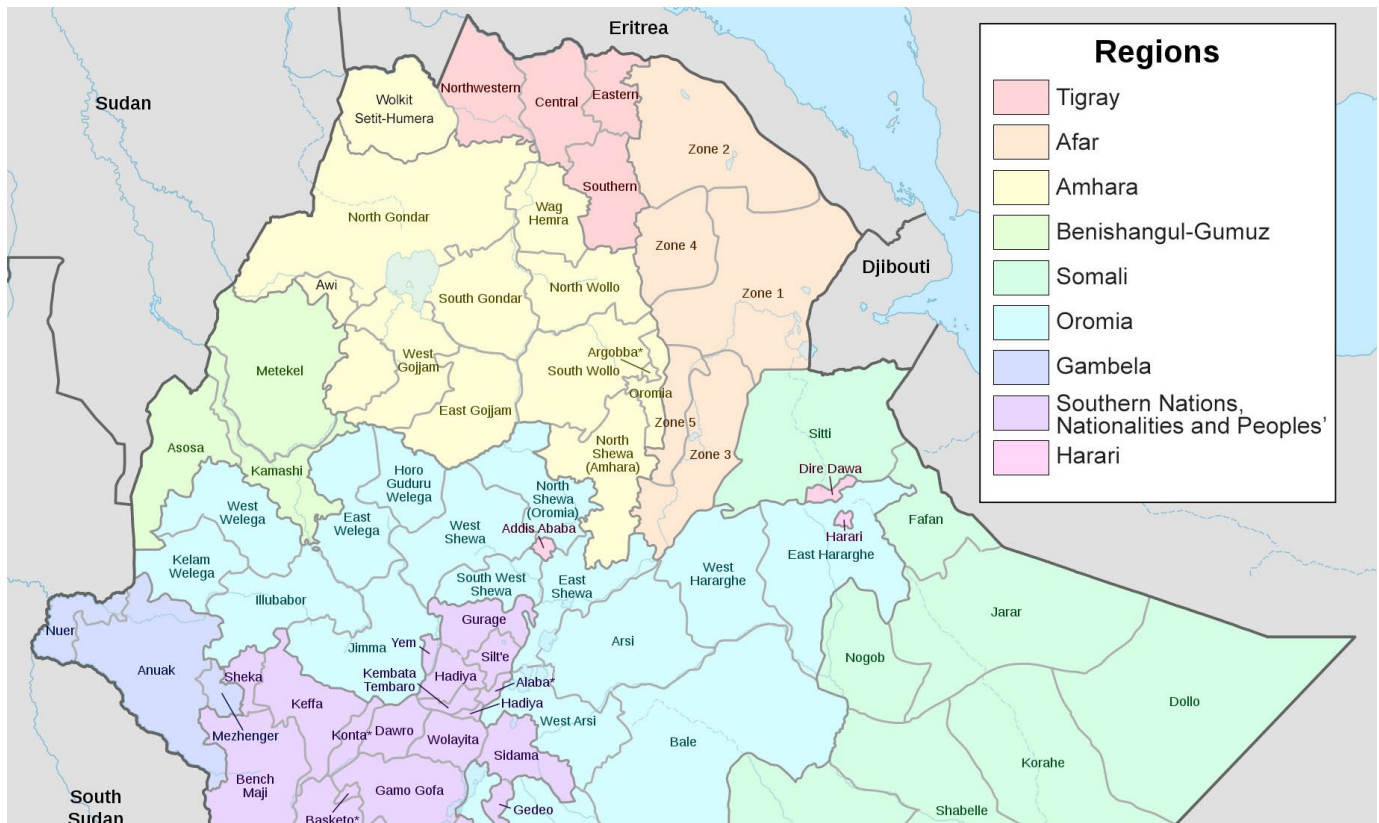 Eritrea
Sudan
Wolkit
Setit-Humera
Northwestern
Central
Eastern
Zone 2
Southern
North Gondar
Wag
Hemra
Zone 4
Djibouti
Awi
South Gondar
North Wollo
Zone 1
West
Gojjam
Argobba*
South Wollo
Metekel
Oromia
East Gojjam
Zone 5
Sitti
Asosa
North
Shewa
(Amhara)
Zone 3
Kamashi
Horo
Guduru
Welega
Dire Dawa
North
Shewa
(Oromia)
West
Welega
East
Welega
West
Shewa
Addis Ababa
Fafan
Harari
East Hararghe
Kelam
Welega
West
Hararghe
South West
Shewa
East
Shewa
Illubabor
Jarar
Gurage
Nuer
Jimma
Yem
Arsi
Silt'e
Nogob
Anuak
Sheka
Kembata
Tembaro
Hadiya
Alaba*
Keffa
Hadiya
Dollo
West Arsi
Mezhenger
Konta*
Dawro
Wolayita
Bale
Sidama
Korahe
Bench
Maji
Gamo Gofa
South
Sudan
Basketo*
Gedeo
Shabelle
Regions
Tigray
Afar
Amhara
Benishangul-Gumuz
Somali
Oromia
Gambela
Southern Nations,
Nationalities and Peoples'
Harari